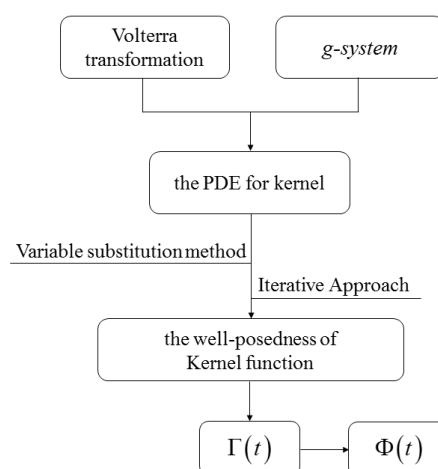 Volterra
transformation
g-system
the PDE for kernel
Variable substitution method
Iterative Approach
the well-posedness of
Kernel function
Γ(t)
Φ(t)